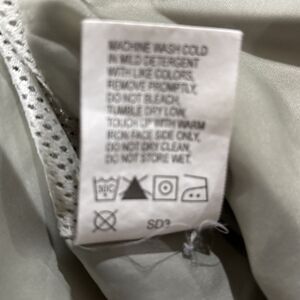 MACHINE WASH COLD
IN MILD DETERGENT
WITH LIKE COLORS,
REMOVE PROMPTLY,
DO NOT BLEACH,
TUMBLE DRY LOW,
TOUCH UP WITH WARM
IRON FACE SIDE ONLY,
DO NOT DRY CLEAN,
DO NOT STORE WET.
30C